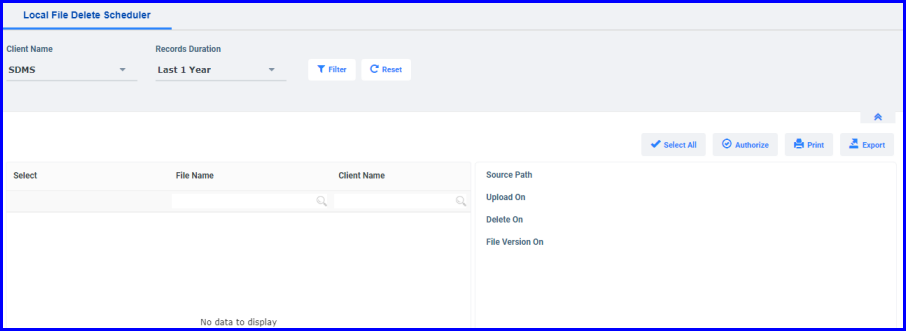 Local File Delete Scheduler
Client Name Records Duration
SDMS Last 1 Year Filter Reset
Select All Authorize Print Export
Select File Name Client Name
Source Path
Upload On
Delete On
File Version On
No data to display